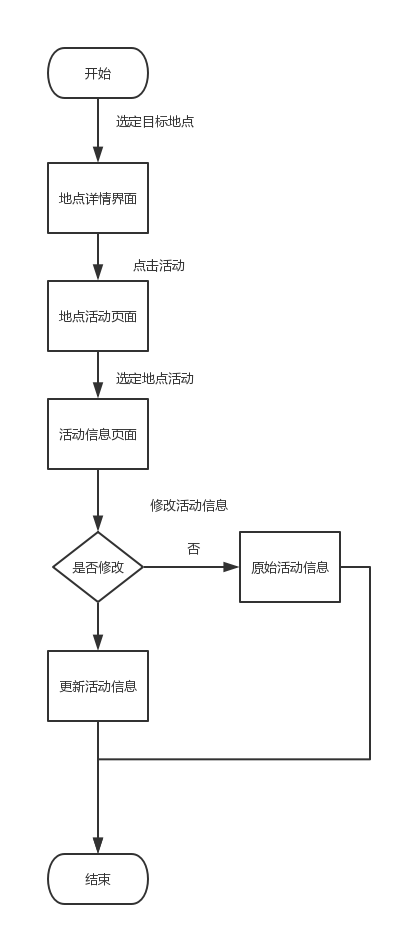 开始
选定目标地点
地点详情界面
点击活动
地点活动页面
选定地点活动
活动信息页面
修改活动信息
否
是否修改
原始活动信息
更新活动信息
结束